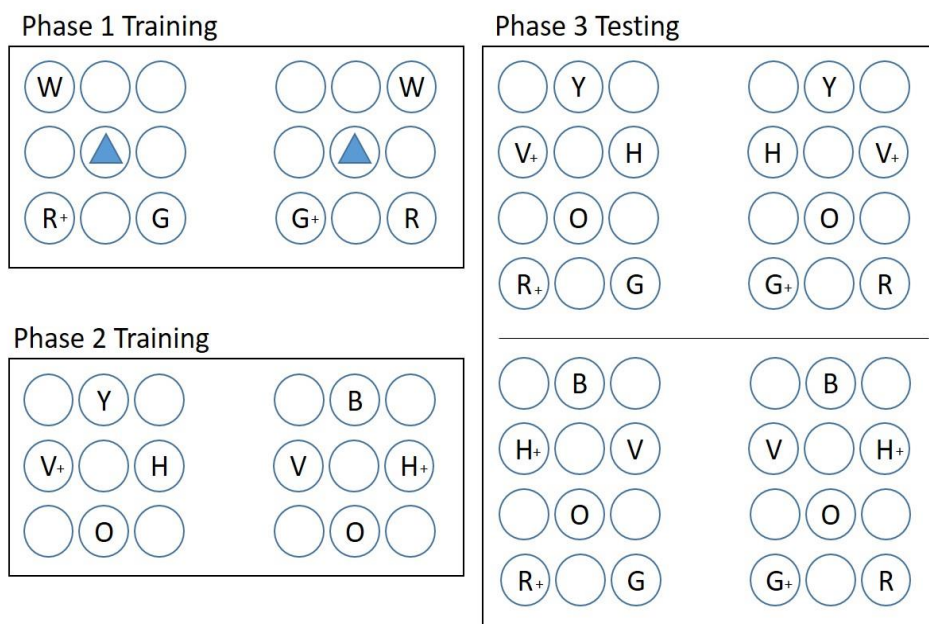 Phase 1 Training
W W
R+ G G+ R
Phase 2 Training
Y B
V+ H V H+
O O
Phase 3 Testing
Y Y
V+ H H V+
O O
R+ G G+ R
B B
H+ V V H+
O O
R+ G G+ R